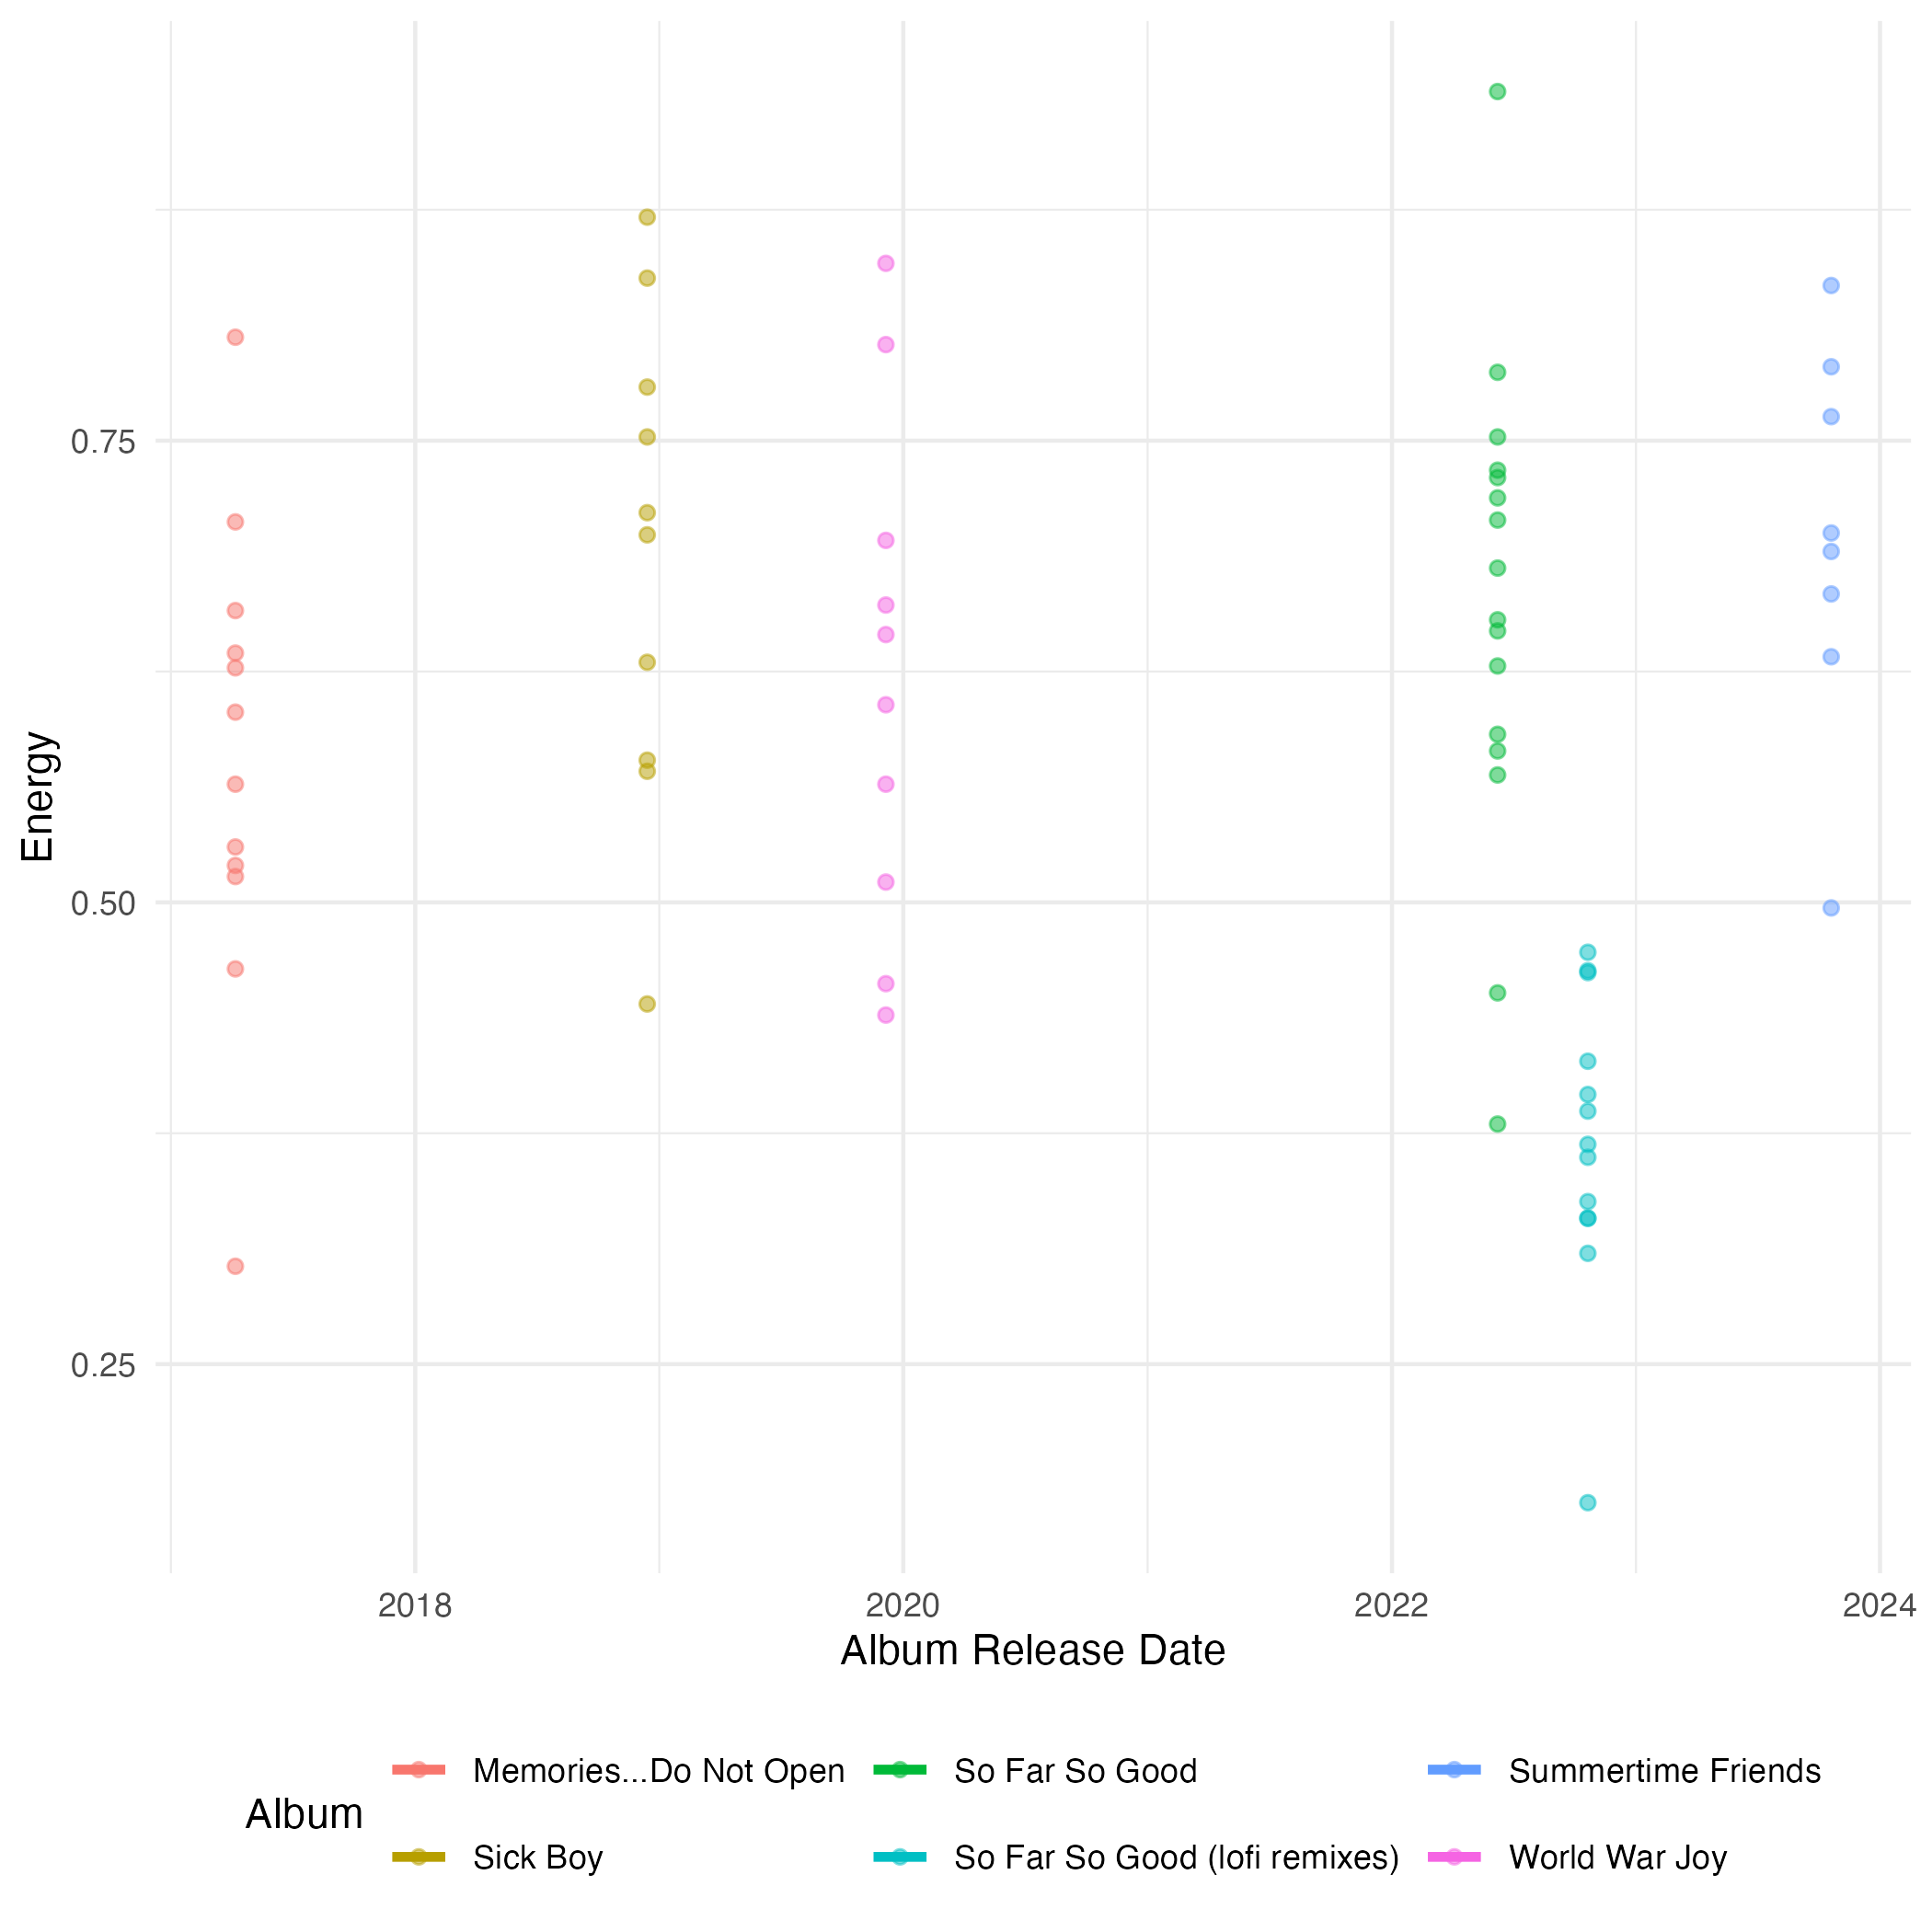 Energy
0.75
0.50
0.25
2018 2020 2022 2024
Album Release Date
Album
Memories...Do Not Open So Far So Good Summertime Friends
Sick Boy So Far So Good (lofi remixes) World War Joy